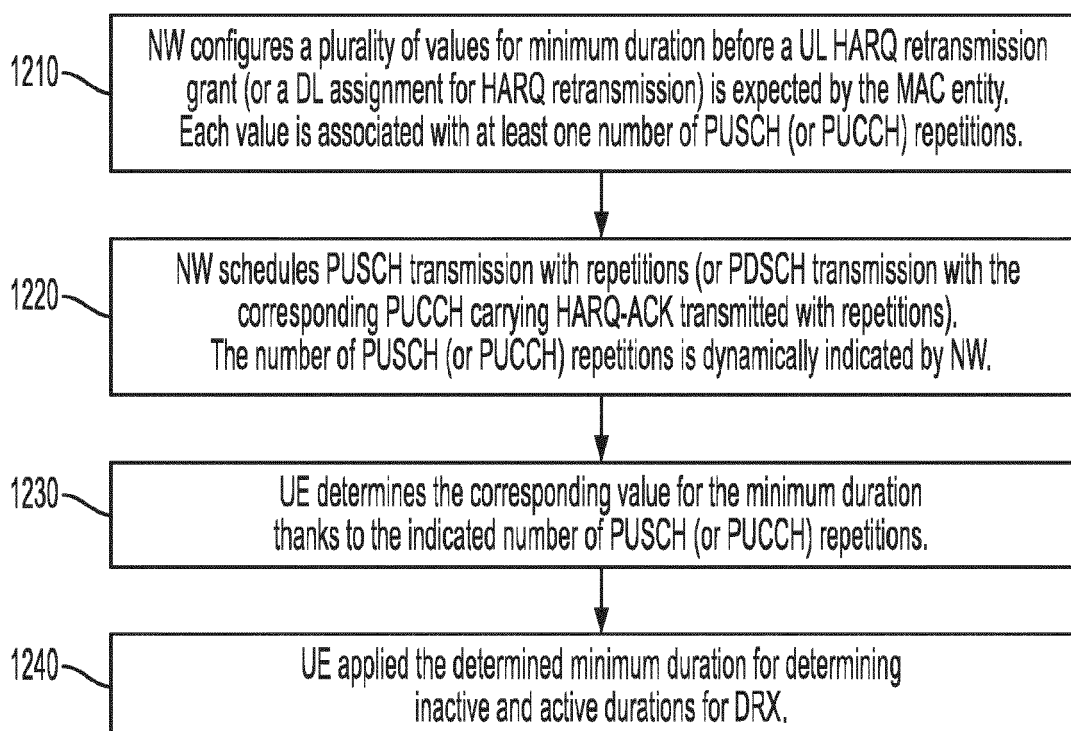 1210
NW configures a plurality of values for minimum duration before a UL HARQ retransmission
grant (or a DL assignment for HARQ retransmission) is expected by the MAC entity.
Each value is associated with at least one number of PUSCH (or PUCCH) repetitions.
1220
NW schedules PUSCH transmission with repetitions (or PDSCH transmission with the
corresponding PUCCH carrying HARQ-ACK transmitted with repetitions).
The number of PUSCH (or PUCCH) repetitions is dynamically indicated by NW.
1230
UE determines the corresponding value for the minimum duration
thanks to the indicated number of PUSCH (or PUCCH) repetitions.
1240
UE applied the determined minimum duration for determining
inactive and active durations for DRX.